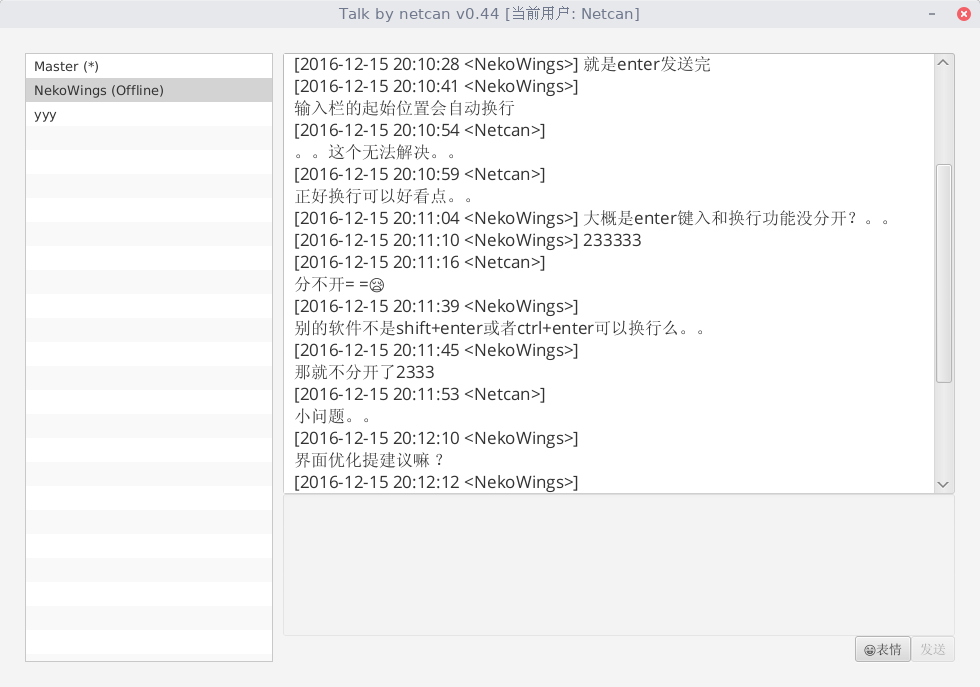 Talk by netcan v0.44 [当前用户: Netcan]
Master (*)
NekoWings (Offline)
yyy
[2016-12-15 20:10:28 <NekoWings>] 就是enter发送完
[2016-12-15 20:10:41 <NekoWings>]
输入栏的起始位置会自动换行
[2016-12-15 20:10:54 <Netcan>]
。。这个无法解决。。
[2016-12-15 20:10:59 <Netcan>]
正好换行可以好看点。。
[2016-12-15 20:11:04 <NekoWings>] 大概是enter键入和换行功能没分开？。。
[2016-12-15 20:11:10 <NekoWings>] 233333
[2016-12-15 20:11:16 <Netcan>]
分不开= =😪
[2016-12-15 20:11:39 <NekoWings>]
别的软件不是shift+enter或者ctrl+enter可以换行么。。
[2016-12-15 20:11:45 <NekoWings>]
那就不分开了2333
[2016-12-15 20:11:53 <Netcan>]
小问题。。
[2016-12-15 20:12:10 <NekoWings>]
界面优化提建议嘛 ？
[2016-12-15 20:12:12 <NekoWings>]
😀表情
发送